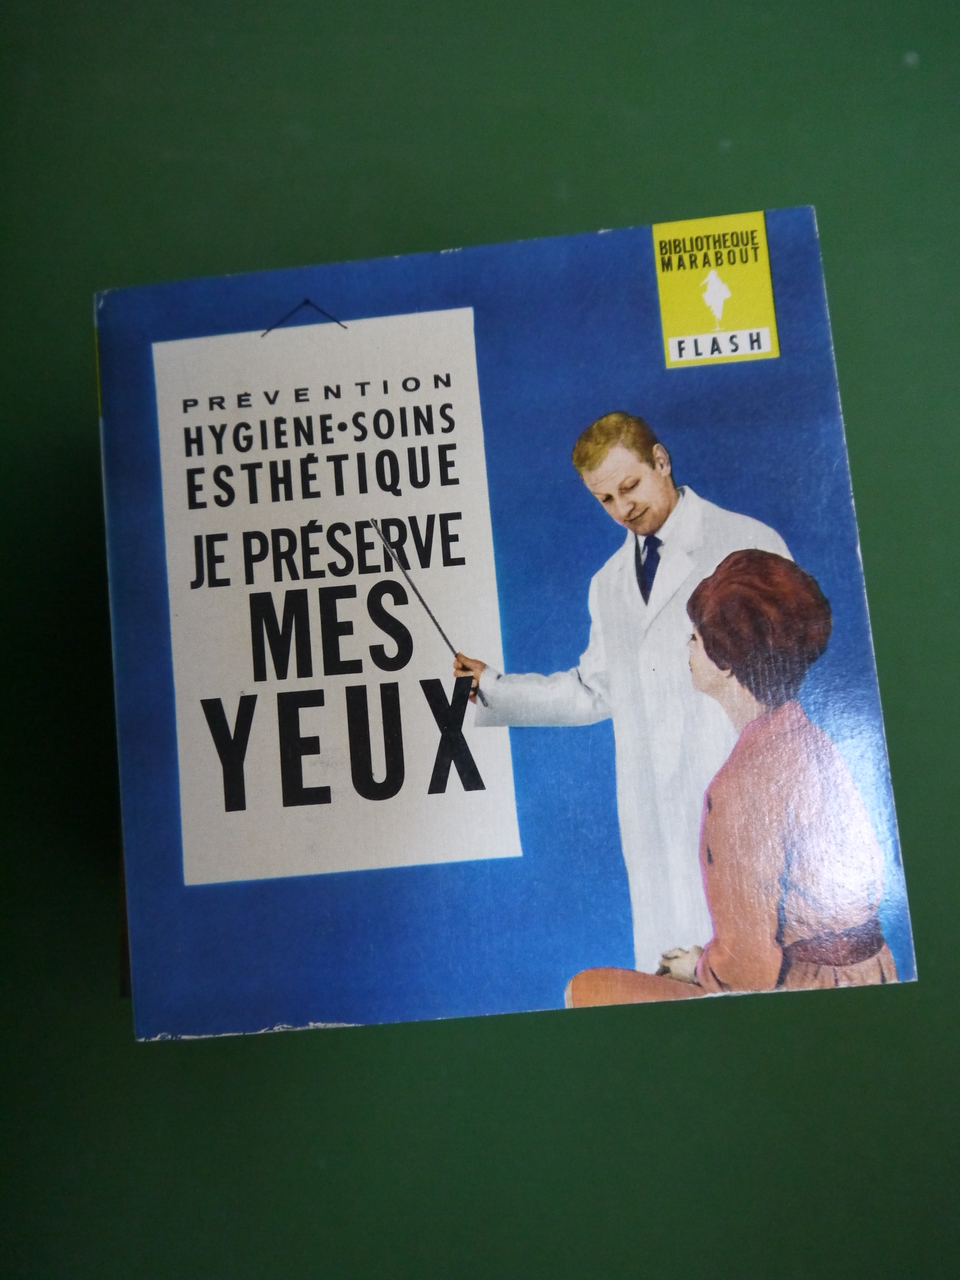 BIBLIOTHEQUE
MARABOUT
FLASH
PRÉVENTION
HYGIÈNE•SOINS
ESTHÉTIQUE
JE PRÉSERVE
MES
YEUX